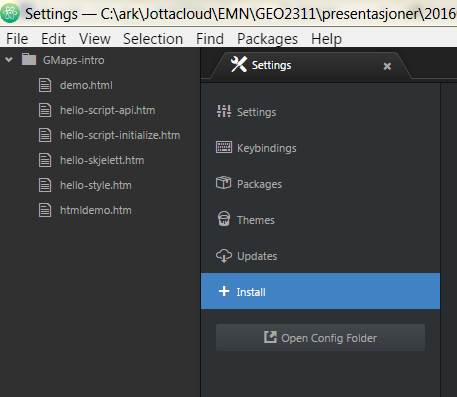 Settings — C:\ark\Jottacloud\EMN\GEO2311\presentasjoner\2016
File Edit View Selection Find Packages Help
GMaps-intro
demo.html
hello-script-api.htm
hello-script-initialize.htm
hello-skjelett.htm
hello-style.htm
htmldemo.htm
Settings
Settings
Keybindings
Packages
Themes
Updates
Install
Open Config Folder